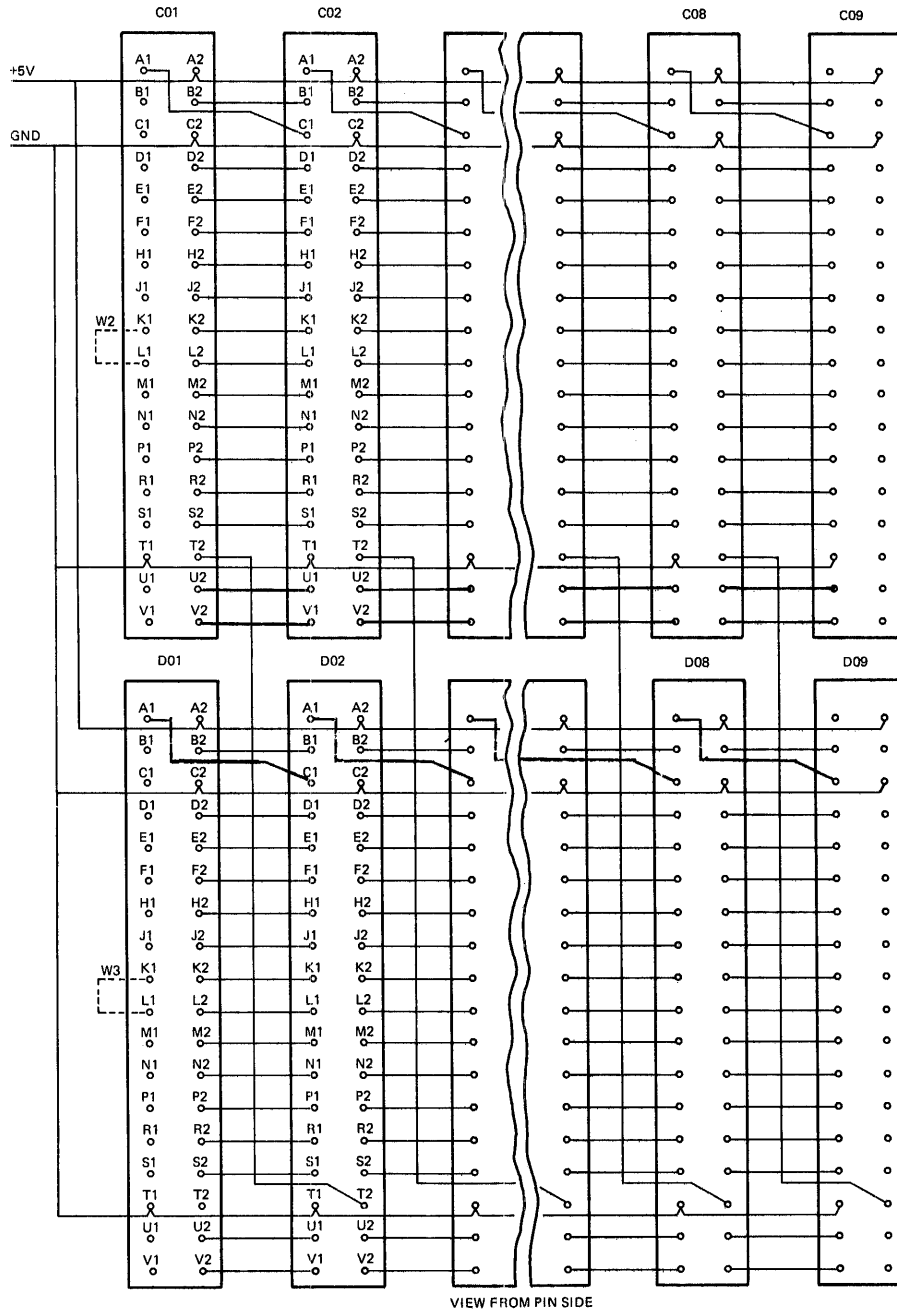 C01 C02 C08 C09
A1 A2 A1 A2
+5V
B1 B2 B1 B2
C1 C2 C1 C2
GND
D1 D2 D1 D2
E1 E2 E1 E2
F1 F2 F1 F2
H1 H2 H1 H2
J1 J2 J1 J2
W2 K1 K2 K1 K2
L1 L2 L1 L2
M1 M2 M1 M2
N1 N2 N1 N2
P1 P2 P1 P2
R1 R2 R1 R2
S1 S2 S1 S2
T1 T2 T1 T2
U1 U2 U1 U2
V1 V2 V1 V2
D01 D02 D08 D09
A1 A2 A1 A2
B1 B2 B1 B2
C1 C2 C1 C2
D1 D2 D1 D2
E1 E2 E1 E2
F1 F2 F1 F2
H1 H2 H1 H2
J1 J2 J1 J2
W3 K1 K2 K1 K2
L1 L2 L1 L2
M1 M2 M1 M2
N1 N2 N1 N2
P1 P2 P1 P2
R1 R2 R1 R2
S1 S2 S1 S2
T1 T2 T1 T2
U1 U2 U1 U2
V1 V2 V1 V2
VIEW FROM PIN SIDE